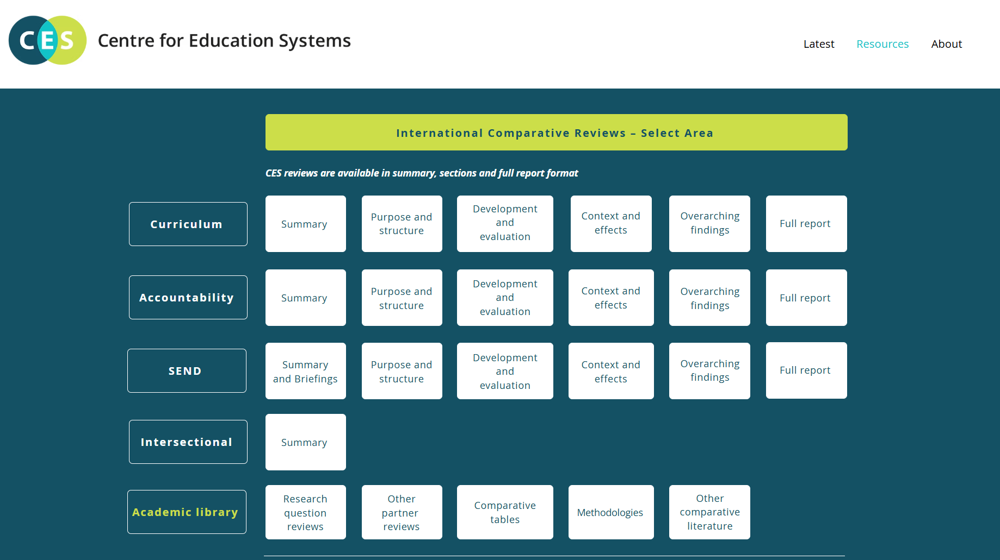 CES
Centre for Education Systems
Latest
Resources
About
International Comparative Reviews – Select Area
CES reviews are available in summary, sections and full report format
Curriculum
Summary
Purpose and
structure
Development
and
evaluation
Context and
effects
Overarching
findings
Full report
Accountability
Summary
Purpose and
structure
Development
and
evaluation
Context and
effects
Overarching
findings
Full report
SEND
Summary
and Briefings
Purpose and
structure
Development
and
evaluation
Context and
effects
Overarching
findings
Full report
Intersectional
Summary
Academic library
Research
question
reviews
Other
partner
reviews
Comparative
tables
Methodologies
Other
comparative
literature